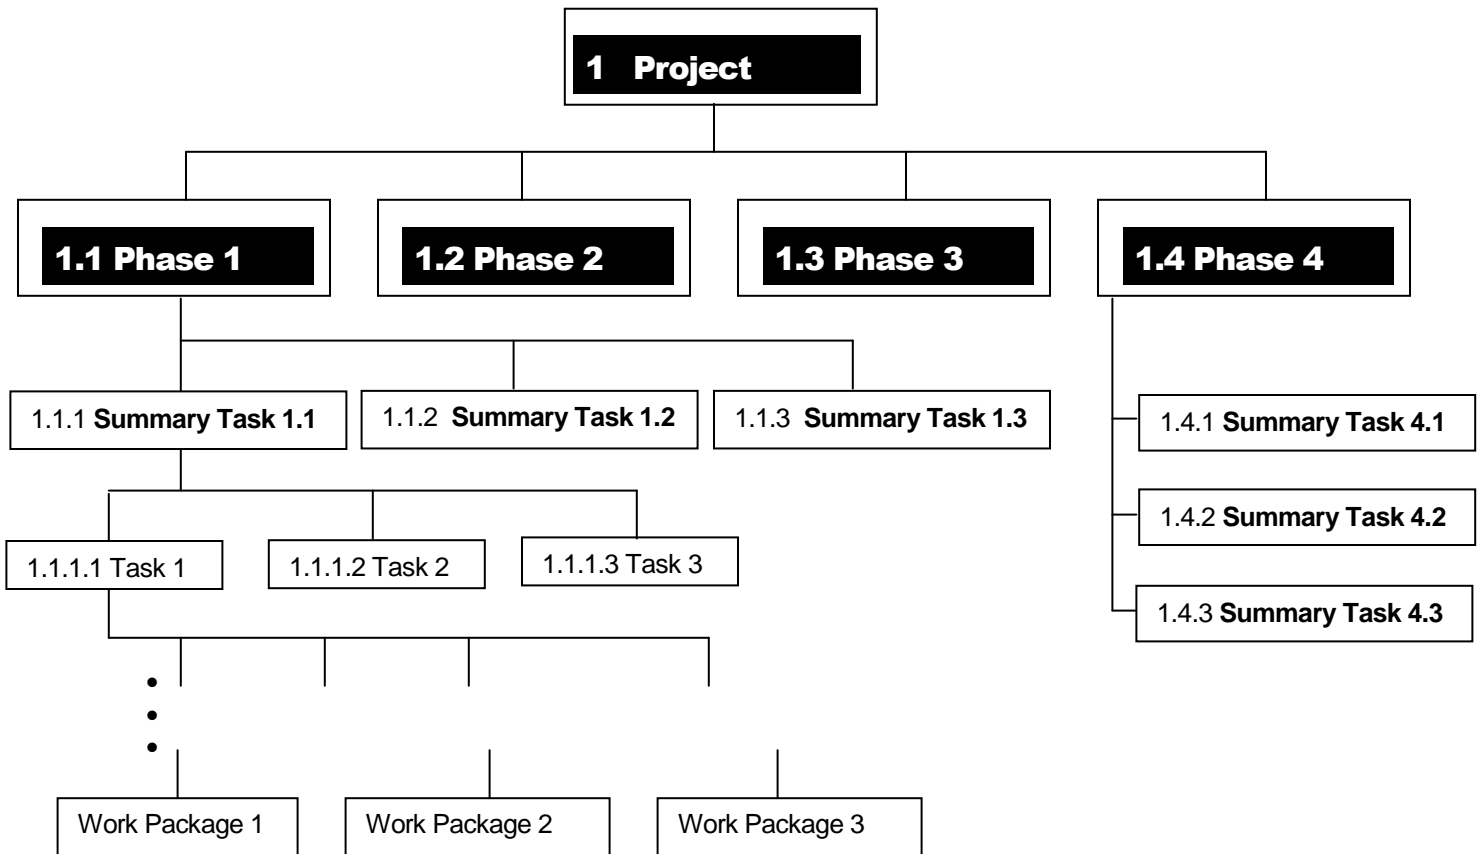 1 Project
1.1 Phase 1
1.2 Phase 2
1.3 Phase 3
1.4 Phase 4
1.1.1 Summary Task 1.1
1.1.2 Summary Task 1.2
1.1.3 Summary Task 1.3
1.4.1 Summary Task 4.1
1.4.2 Summary Task 4.2
1.4.3 Summary Task 4.3
1.1.1.1 Task 1
1.1.1.2 Task 2
1.1.1.3 Task 3
Work Package 1
Work Package 2
Work Package 3